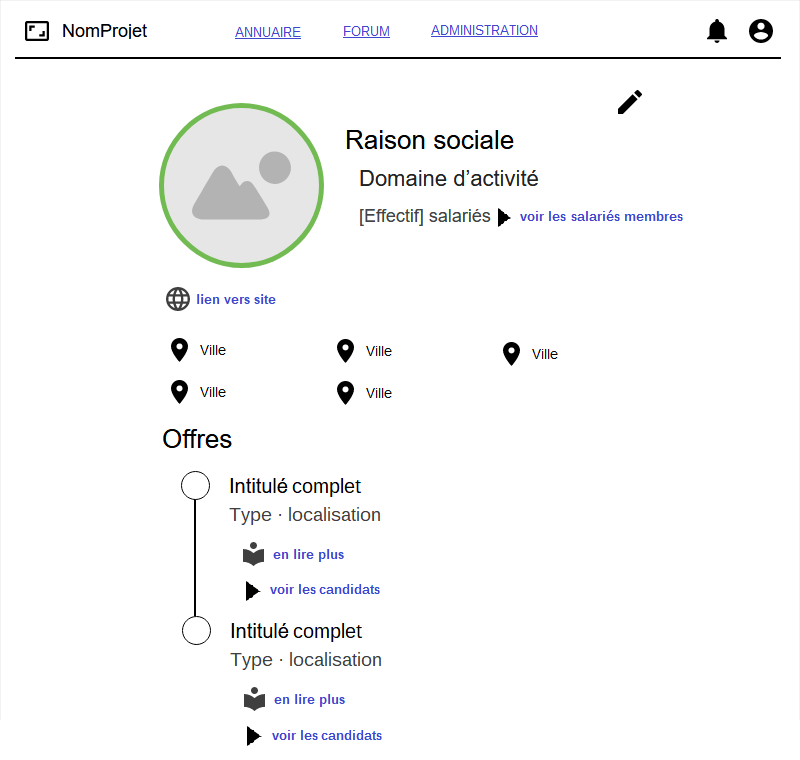 NomProjet ANNUAIRE FORUM ADMINISTRATION
Raison sociale
Domaine d’activité
[Effectif] salariés voir les salariés membres
lien vers site
Ville Ville Ville
Ville Ville
Offres
Intitulé complet
Type · localisation
en lire plus
voir les candidats
Intitulé complet
Type · localisation
en lire plus
voir les candidats